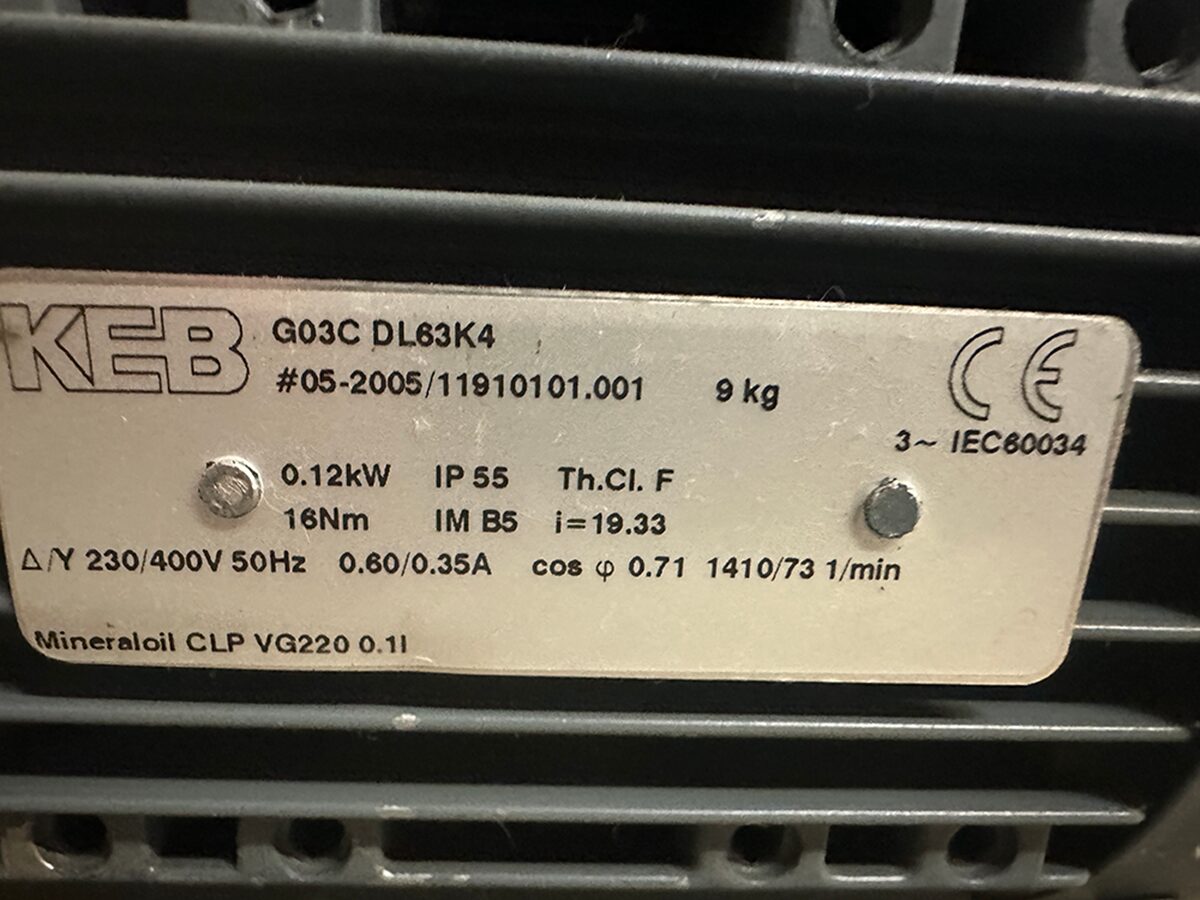 KEB G03C DL63K4
#05-2005/11910101.001 9 kg
CE
3~ IEC60034
0.12kW IP 55 Th.Cl. F
16Nm IM B5 i=19.33
Δ/Y 230/400V 50Hz 0.60/0.35A cos φ 0.71 1410/73 1/min
Mineraloil CLP VG220 0.1l